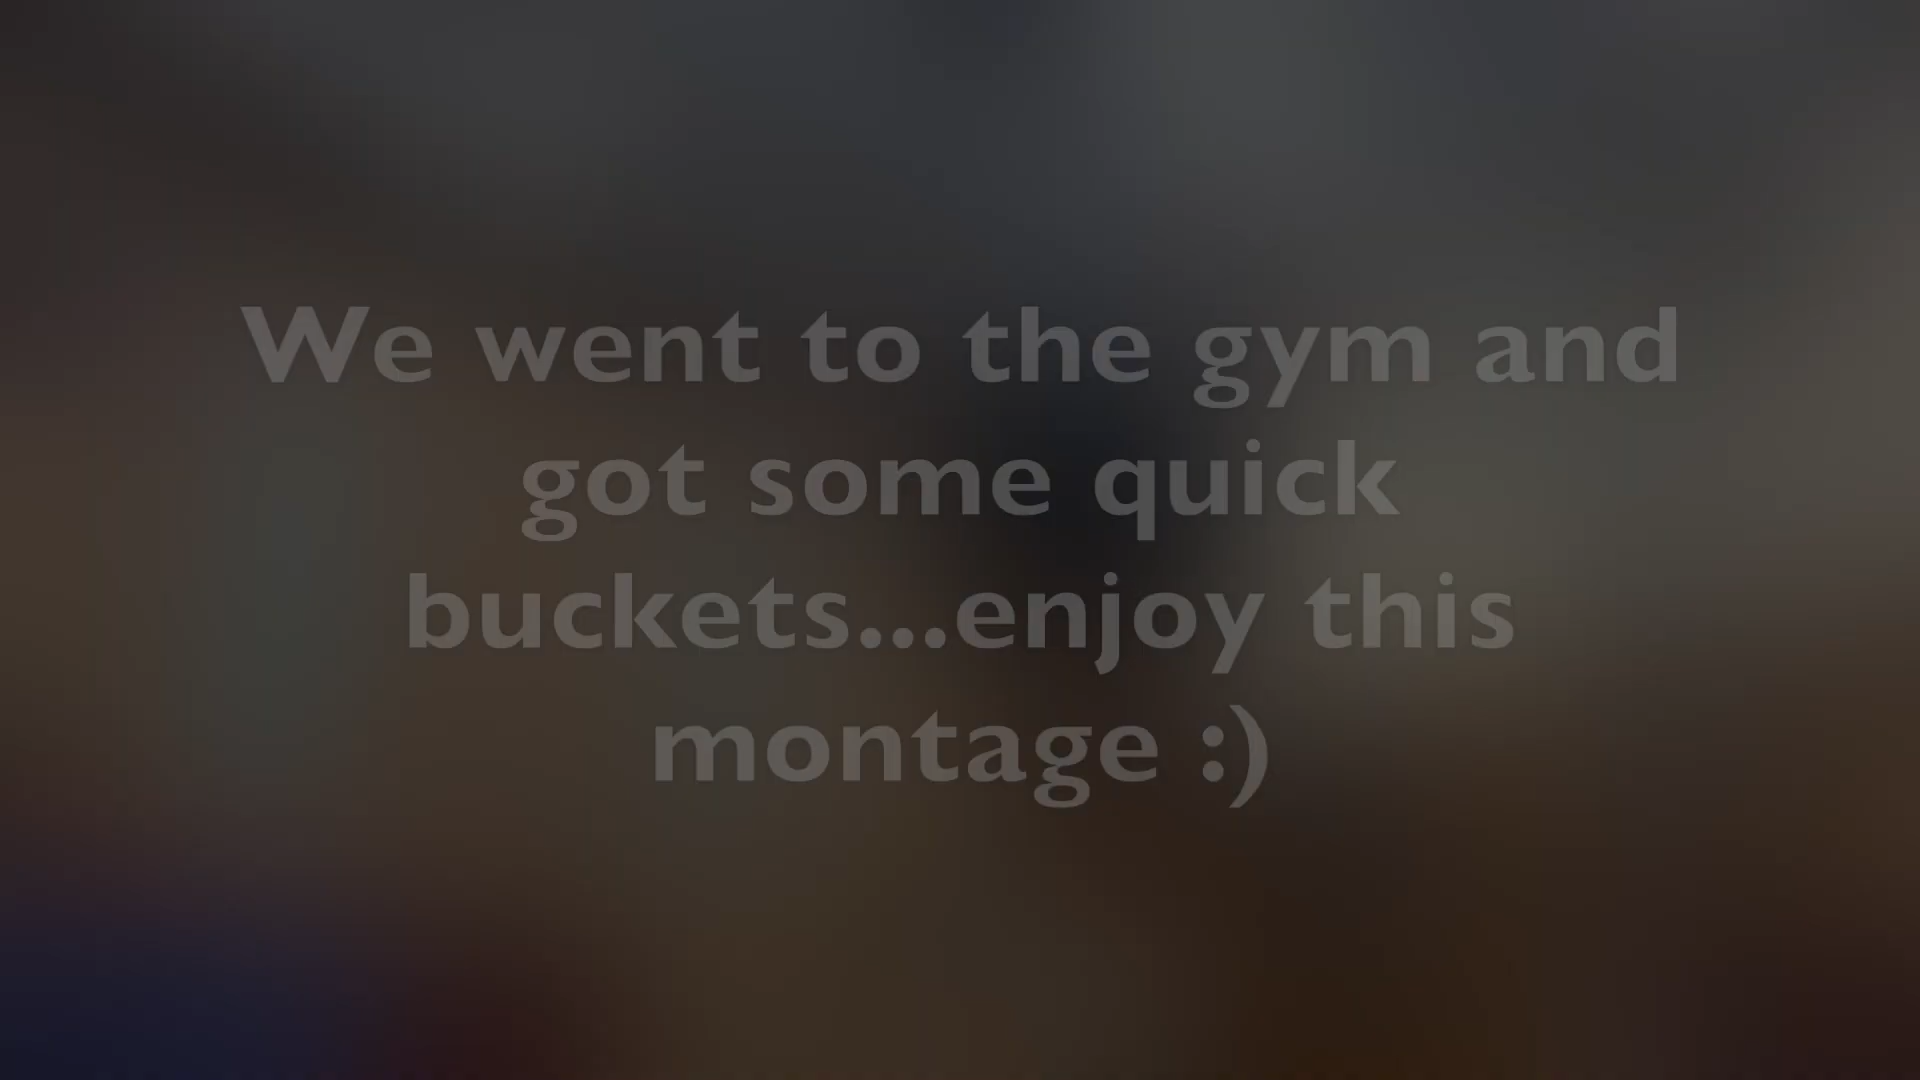 We went to the gym and
got some quick
buckets...enjoy this
montage :)